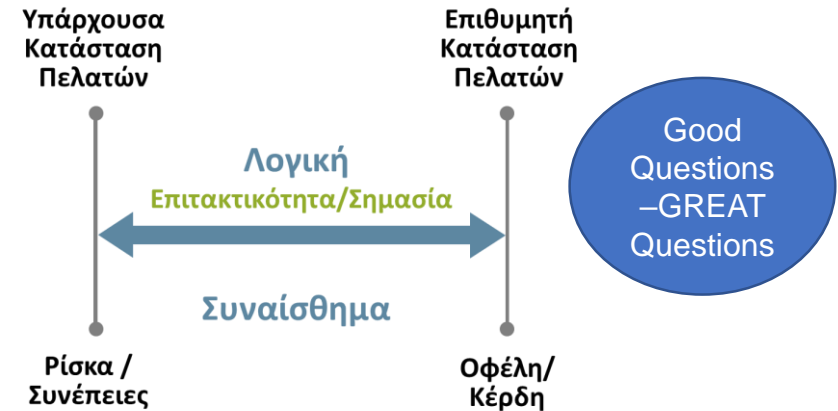 Υπάρχουσα
Κατάσταση
Πελατών
Επιθυμητή
Κατάσταση
Πελατών
Λογική
Επιτακτικότητα/Σημασία
Συναίσθημα
Ρίσκα /
Συνέπειες
Οφέλη/
Κέρδη
Good
Questions
–GREAT
Questions